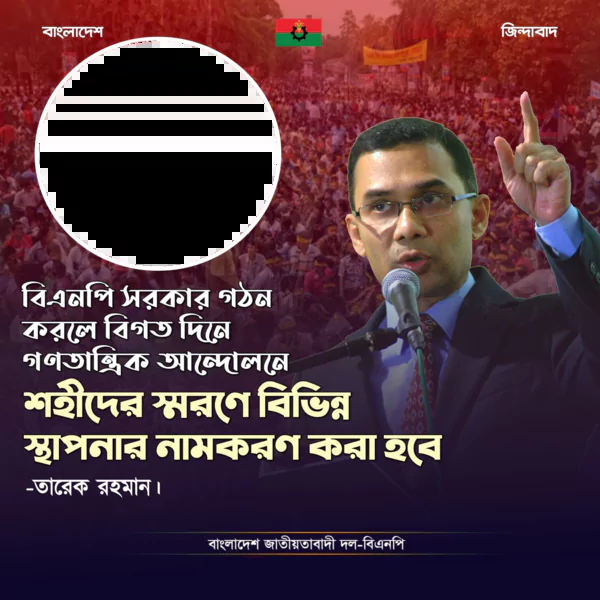 বাংলাদেশ
জিন্দাবাদ
বিএনপি সরকার গঠন
করলে বিগত দিনে
গণতান্ত্রিক আন্দোলনে
শহীদের স্মরণে বিভিন্ন
স্থাপনার নামকরণ করা হবে
-তারেক রহমান।
বাংলাদেশ জাতীয়তাবাদী দল-বিএনপি